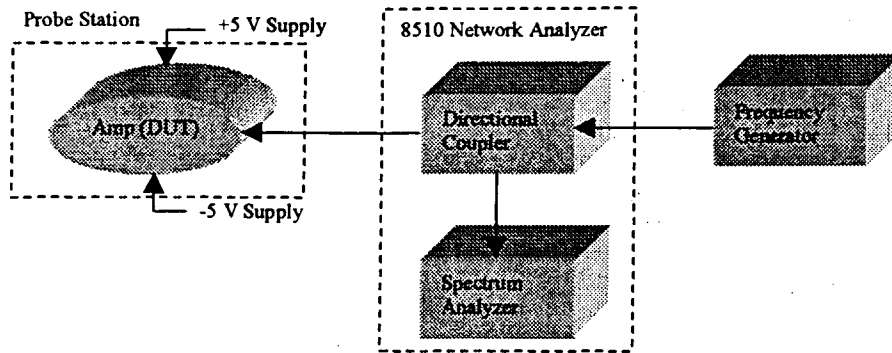 Probe Station
+5 V Supply
8510 Network Analyzer
Amp (DUT)
Directional
Coupler
Frequency
Generator
-5 V Supply
Spectrum
Analyzer